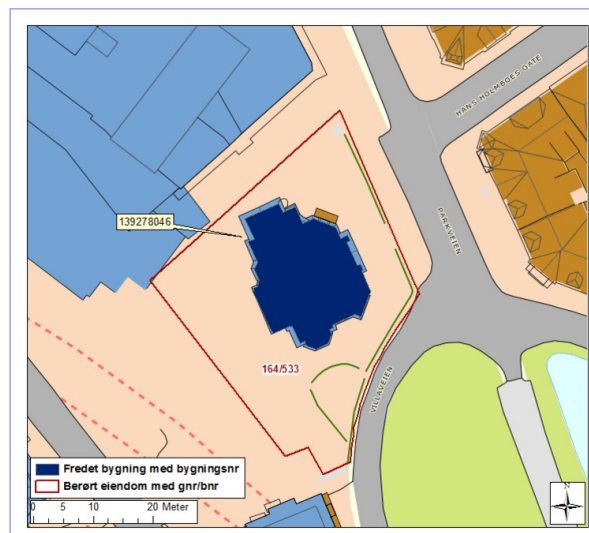 HANS HOLMBOES GATE
PARKVEIEN
139278046
164/533
VILLAVEIEN
Fredet bygning med bygningsnr
Berørt eiendom med gnr/bnr
0 5 10 20 Meter
N